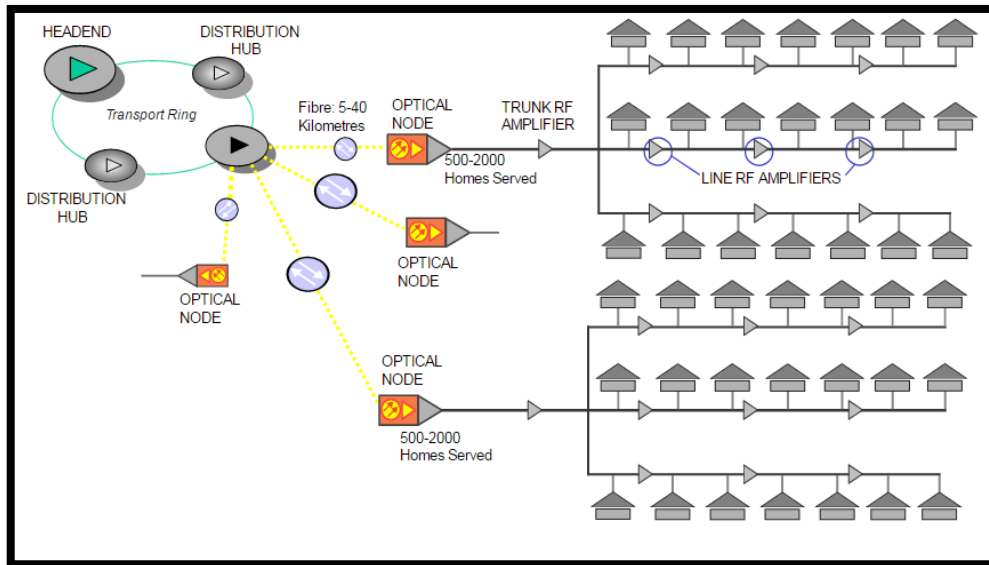 HEADEND
DISTRIBUTION
HUB
Transport Ring
DISTRIBUTION
HUB
Fibre: 5-40
Kilometres
OPTICAL
NODE
500-2000
Homes Served
TRUNK RF
AMPLIFIER
LINE RF AMPLIFIERS
OPTICAL
NODE
OPTICAL
NODE
OPTICAL
NODE
500-2000
Homes Served